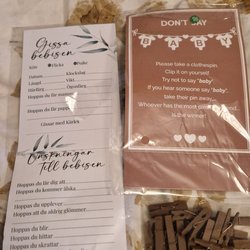 Gissa
bebisen
Kön Flicka Pojke
Datum Klockslag
Längd Vikt
Hårfärg Ögonfärg
Hoppas du får mammas
Hoppas du får pappas
Gissat med Kärlek
Önskningar
Till bebisen
Hoppas du får dig att
Hoppas du kommer älska
Hoppas du upplever
Hoppas att du aldrig glömmer
Hoppas du blir
Hoppas du hittar
Hoppas du skrattar
DON'T SAY
BABY
Please take a clothespin.
Clip it on yourself!
Try not to say "baby"
If you hear someone say "baby",
take their pin away.
Whoever has the most
is the winner!